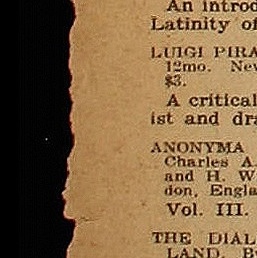 An introd
Latinity of
LUIGI PIRA
12mo. Nev
$3.
A critical
ist and dra
ANONYMA
Charles A.
and H. W
don, Engla
Vol. III.
THE DIAL
LAND. By